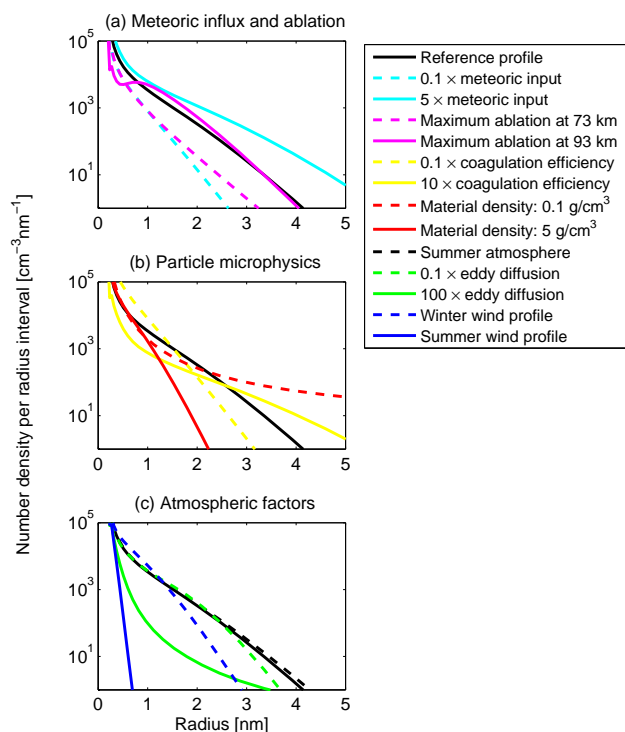 (a) Meteoric influx and ablation
10^5
10^3
10^1
0 1 2 3 4 5
Reference profile
0.1 × meteoric input
5 × meteoric input
Maximum ablation at 73 km
Maximum ablation at 93 km
0.1 × coagulation efficiency
10 × coagulation efficiency
Material density: 0.1 g/cm^3
Material density: 5 g/cm^3
Summer atmosphere
0.1 × eddy diffusion
100 × eddy diffusion
Winter wind profile
Summer wind profile
Number density per radius interval [cm^−3nm^−1]
(b) Particle microphysics
10^5
10^3
10^1
0 1 2 3 4 5
(c) Atmospheric factors
10^5
10^3
10^1
0 1 2 3 4 5
Radius [nm]